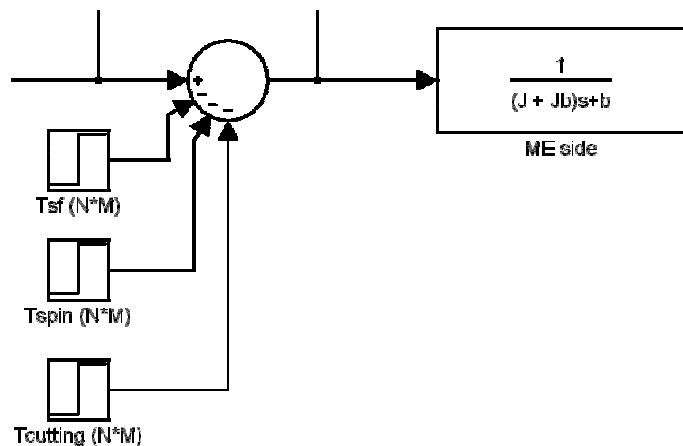 +
-
-
-
1
(J + Jb)s+b
ME side
Tsf (N*M)
Tspin (N*M)
Tcutting (N*M)